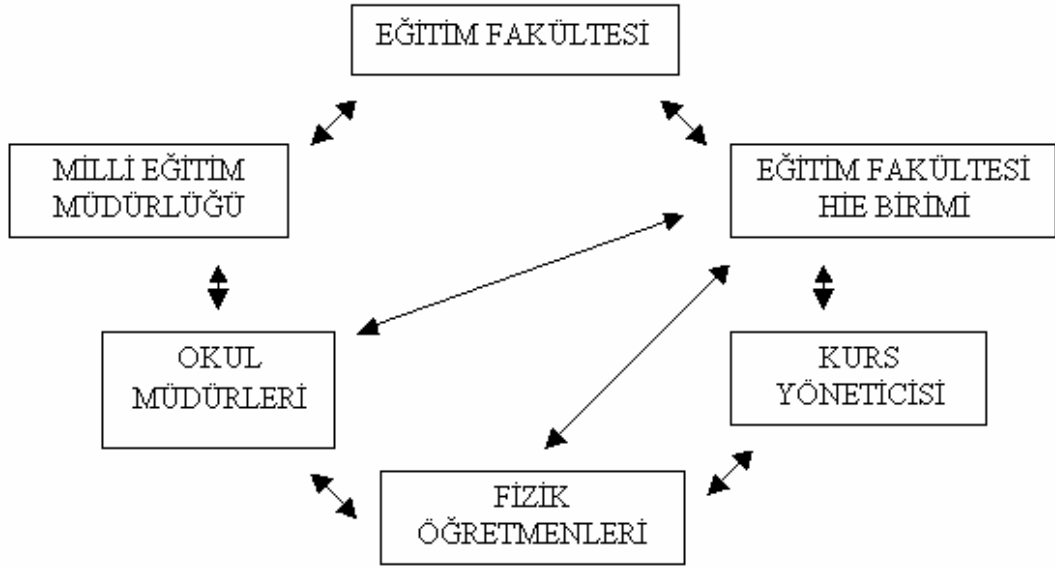 EĞİTİM FAKÜLTESİ
MİLLİ EĞİTİM
MÜDÜRLÜĞÜ
EĞİTİM FAKÜLTESİ
HİE BİRİMİ
OKUL
MÜDÜRLERİ
KURS
YÖNETİCİSİ
FİZİK
ÖĞRETMENLERİ